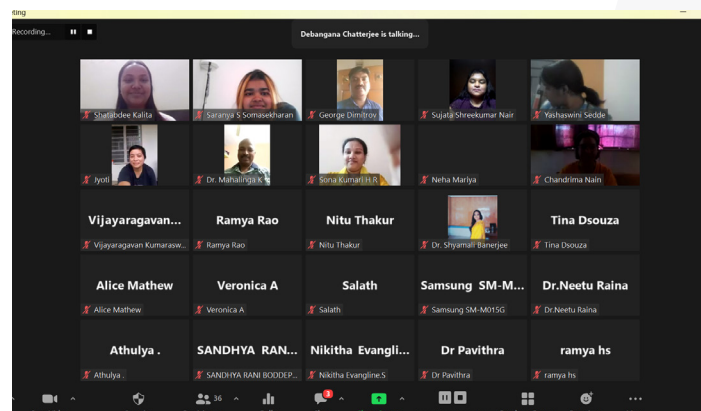 eting
Recording...
Debangana Chatterjee is talking...
Shatabdee Kalita
Saranya S Somasekharan
George Dimitrov
Sujata Shreekumar Nair
Yashaswini Sedde
Jyoti
Dr. Mahalinga K
Sona Kumari H.R
Neha Mariya
Chandrima Nain
Vijayaragavan...
Ramya Rao
Nitu Thakur
Tina Dsouza
Vijayaragavan Kumarasw...
Ramya Rao
Nitu Thakur
Dr. Shyamali Banerjee
Tina Dsouza
Alice Mathew
Veronica A
Salath
Samsung SM-M...
Dr.Neetu Raina
Alice Mathew
Veronica A
Salath
Samsung SM-M015G
Dr.Neetu Raina
Athulya .
SANDHYA RAN...
Nikitha Evangli...
Dr Pavithra
ramya hs
Athulya .
SANDHYA RANI BODDEP...
Nikitha Evangline.S
Dr Pavithra
ramya hs
36
3